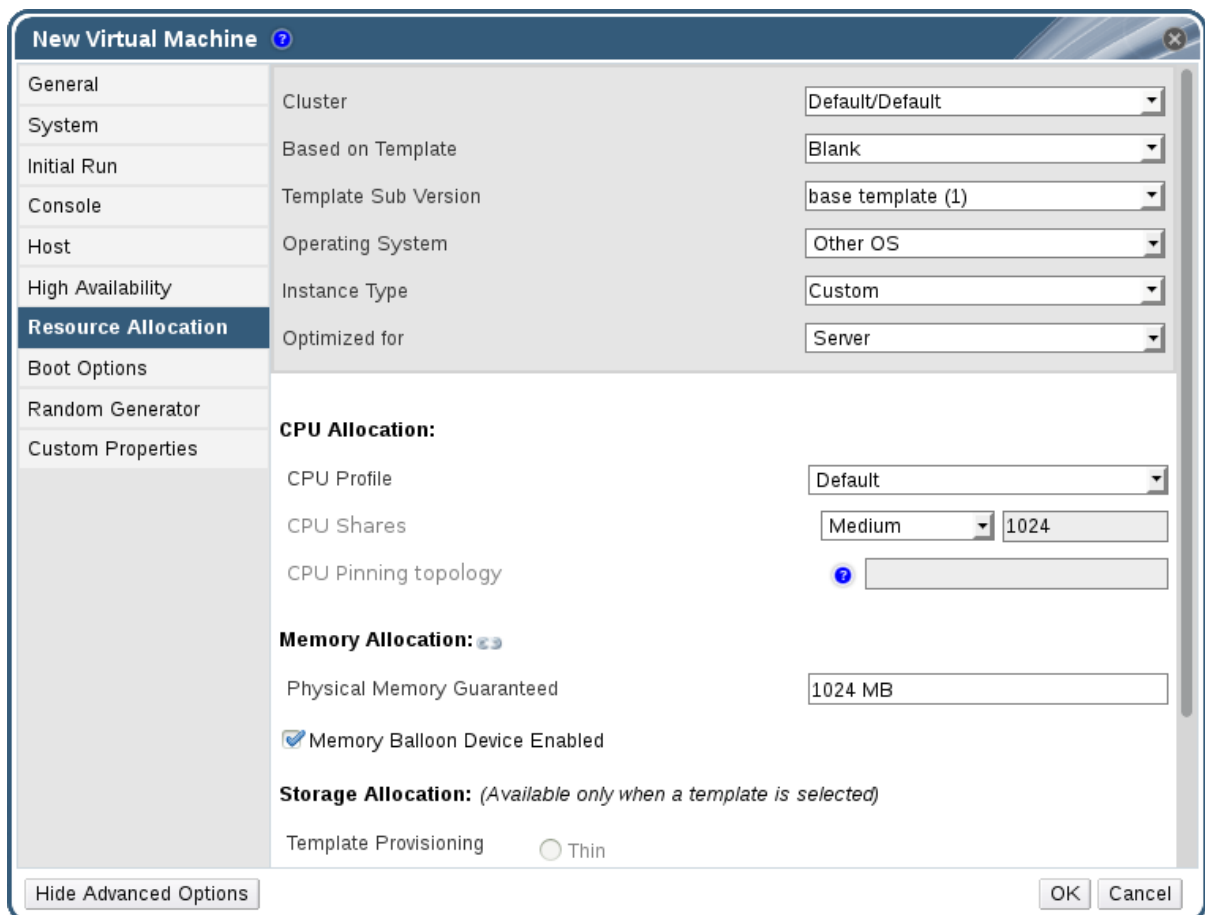 New Virtual Machine ?
General
System
Initial Run
Console
Host
High Availability
Resource Allocation
Boot Options
Random Generator
Custom Properties
Cluster Default/Default
Based on Template Blank
Template Sub Version base template (1)
Operating System Other OS
Instance Type Custom
Optimized for Server
CPU Allocation:
CPU Profile Default
CPU Shares Medium 1024
CPU Pinning topology ?
Memory Allocation:
Physical Memory Guaranteed 1024 MB
Memory Balloon Device Enabled
Storage Allocation: (Available only when a template is selected)
Template Provisioning Thin
Hide Advanced Options OK Cancel